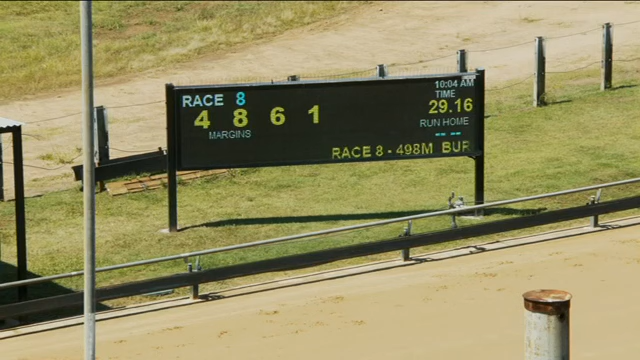 RACE 8
10:04 AM
TIME
4 8 6 1
29.16
MARGINS
RUN HOME
-- --
RACE 8 - 498M BUR